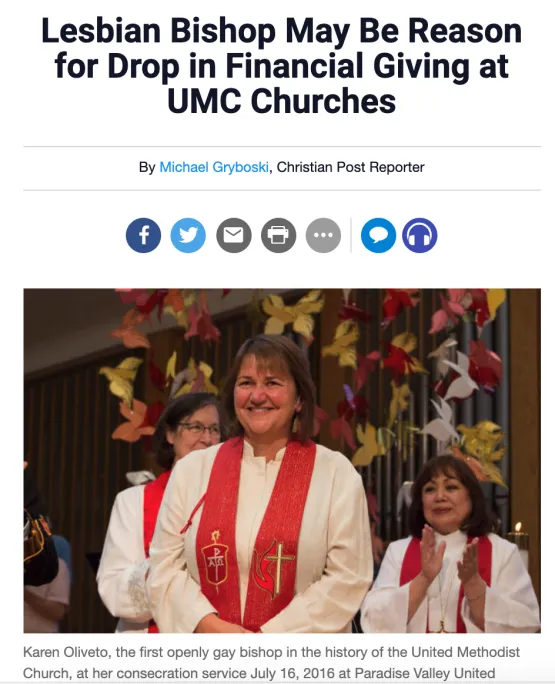 Lesbian Bishop May Be Reason
for Drop in Financial Giving at
UMC Churches
By Michael Gryboski, Christian Post Reporter
Karen Oliveto, the first openly gay bishop in the history of the United Methodist
Church, at her consecration service July 16, 2016 at Paradise Valley United